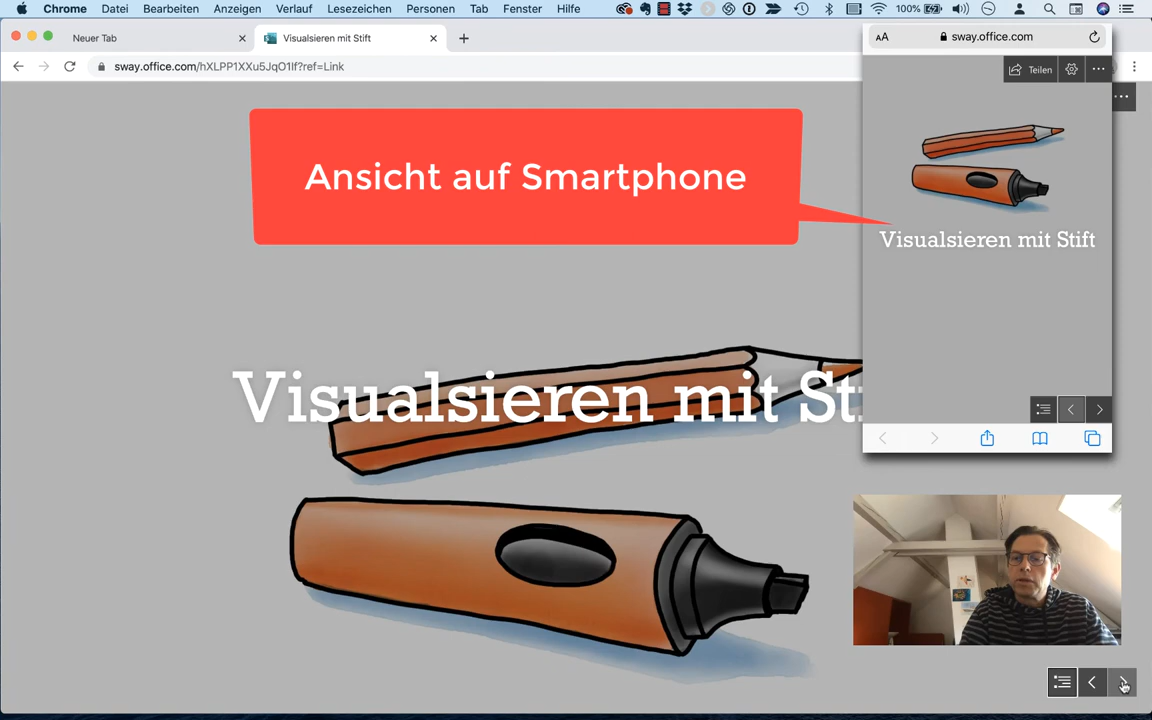 Chrome Datei Bearbeiten Anzeigen Verlauf Lesezeichen Personen Tab Fenster Hilfe 100%
Neuer Tab
Visualsieren mit Stift
sway.office.com/hXLPP1XXu5JqO1If?ref=Link
AA sway.office.com
Teilen
Ansicht auf Smartphone
Visualsieren mit Stift
Visualsieren mit St